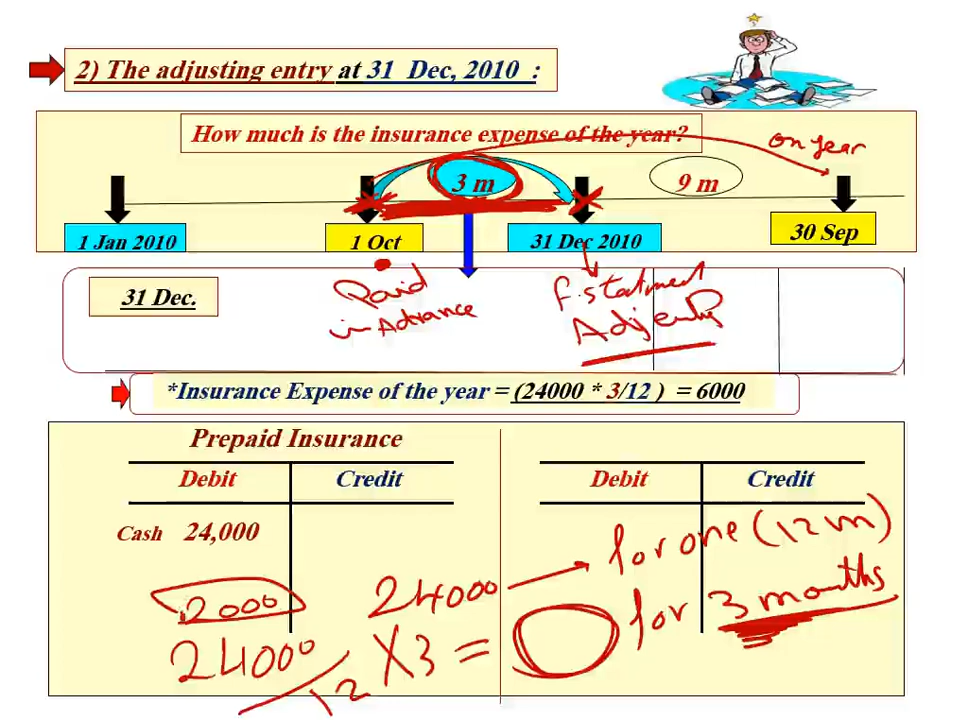 2) The adjusting entry at 31 Dec, 2010 :
How much is the insurance expense of the year?
on year
3 m
9 m
1 Jan 2010
1 Oct
31 Dec 2010
30 Sep
31 Dec.
Paid
in Advance
F. statment
Adj entry
*Insurance Expense of the year = (24000 * 3/12 ) = 6000
Prepaid Insurance
Debit Credit
Debit Credit
Cash 24,000
for one (12 m)
2000
24000
for 3 months
24000/12 X3 =